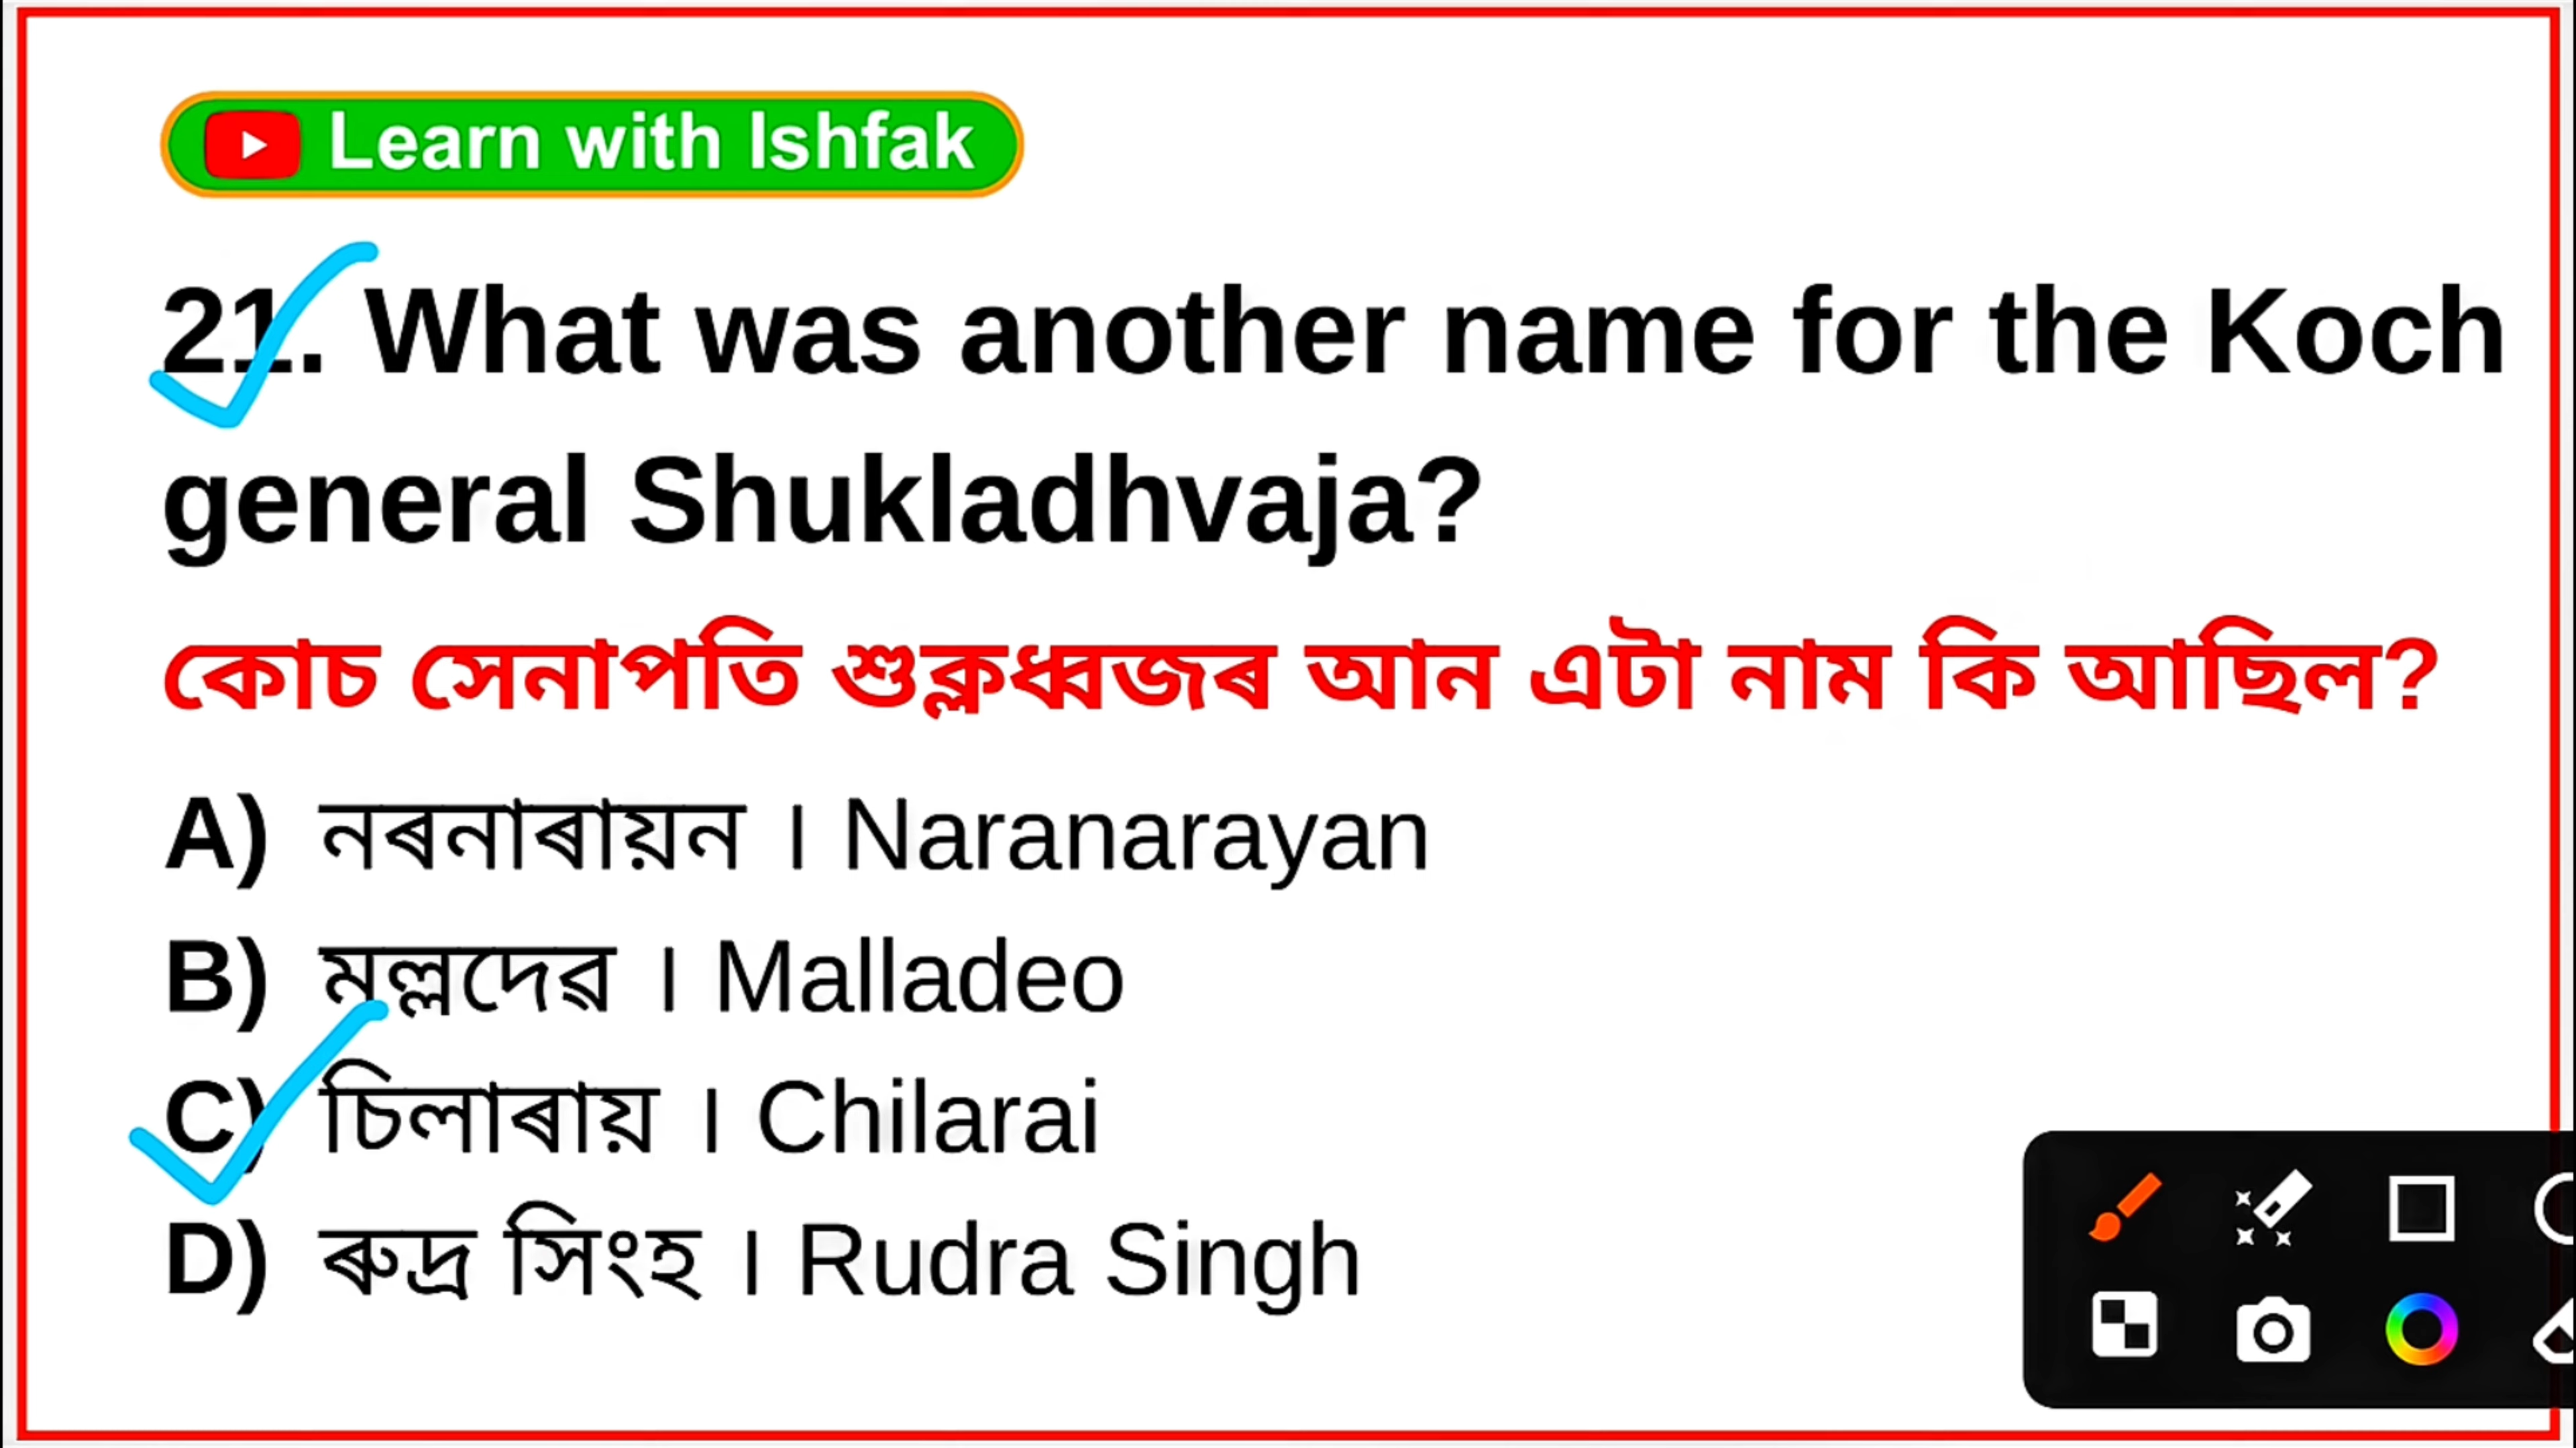 Learn with Ishfak
21. What was another name for the Koch
general Shukladhvaja?
কোচ সেনাপতি শুক্লধ্বজৰ আন এটা নাম কি আছিল?
A) নৰনাৰায়ন । Naranarayan
B) মল্লদেৱ । Malladeo
C) চিলাৰায় । Chilarai
D) ৰুদ্ৰ সিংহ । Rudra Singh